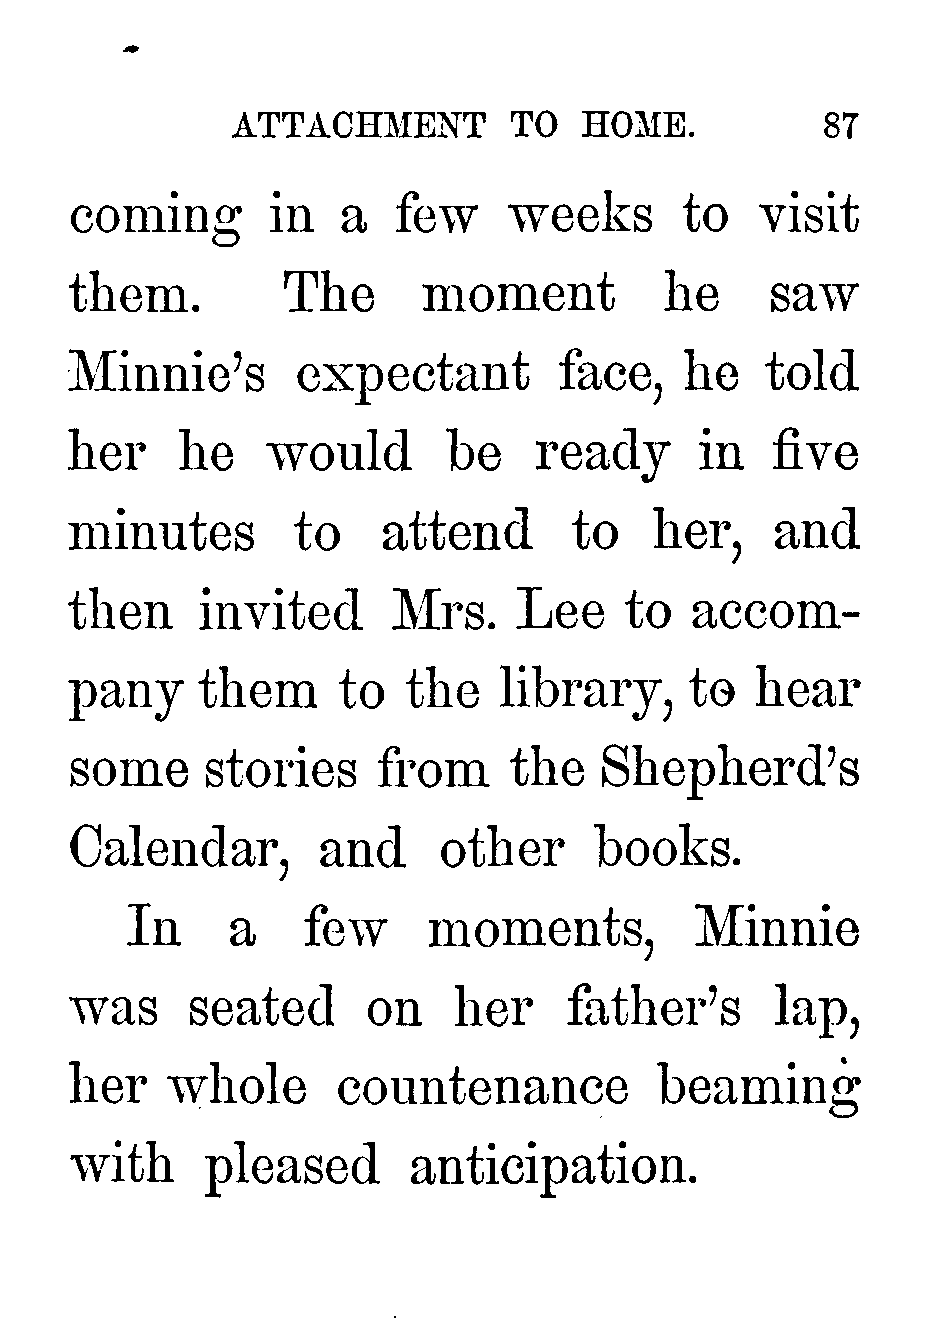 ATTACHMENT TO HOME. 87
coming in a few weeks to visit
them. The moment he saw
Minnie's expectant face, he told
her he would be ready in five
minutes to attend to her, and
then invited Mrs. Lee to accom-
pany them to the library, to hear
some stories from the Shepherd's
Calendar, and other books.
In a few moments, Minnie
was seated on her father's lap,
her whole countenance beaming
with pleased anticipation.